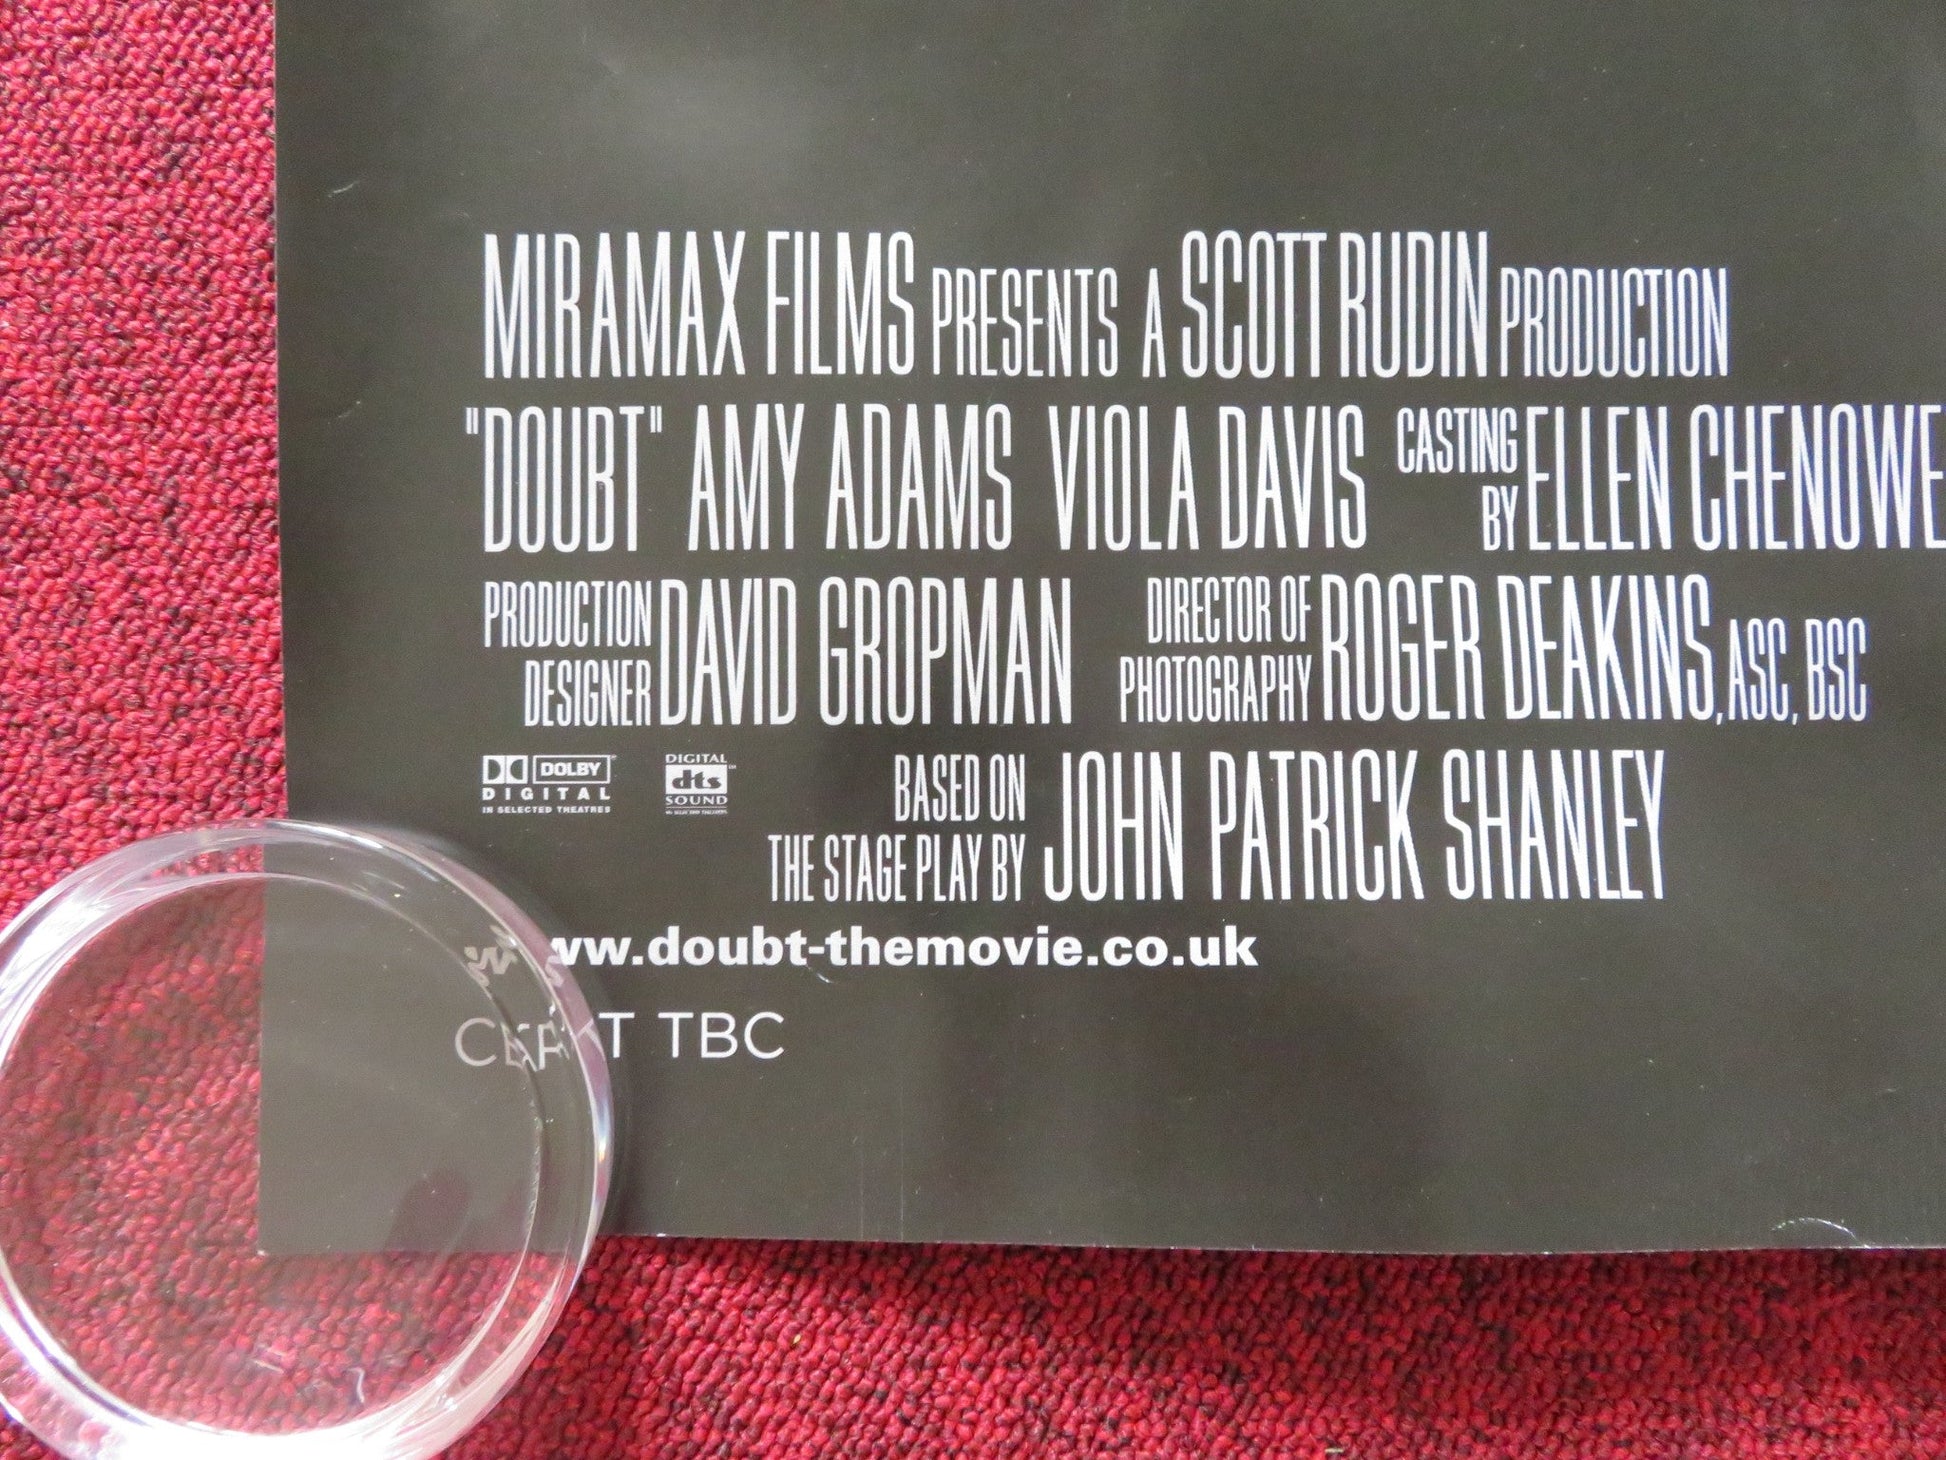 MIRAMAX FILMS PRESENTS A SCOTT RUDIN PRODUCTION
"DOUBT" AMY ADAMS VIOLA DAVIS CASTING BY ELLEN CHENOWE
PRODUCTION DESIGNER DAVID GROPMAN DIRECTOR OF PHOTOGRAPHY ROGER DEAKINS, ASC, BSC
DOLBY DIGITAL IN SELECTED THEATRES
DIGITAL dts SOUND
BASED ON THE STAGE PLAY BY JOHN PATRICK SHANLEY
www.doubt-themovie.co.uk
CERT TBC